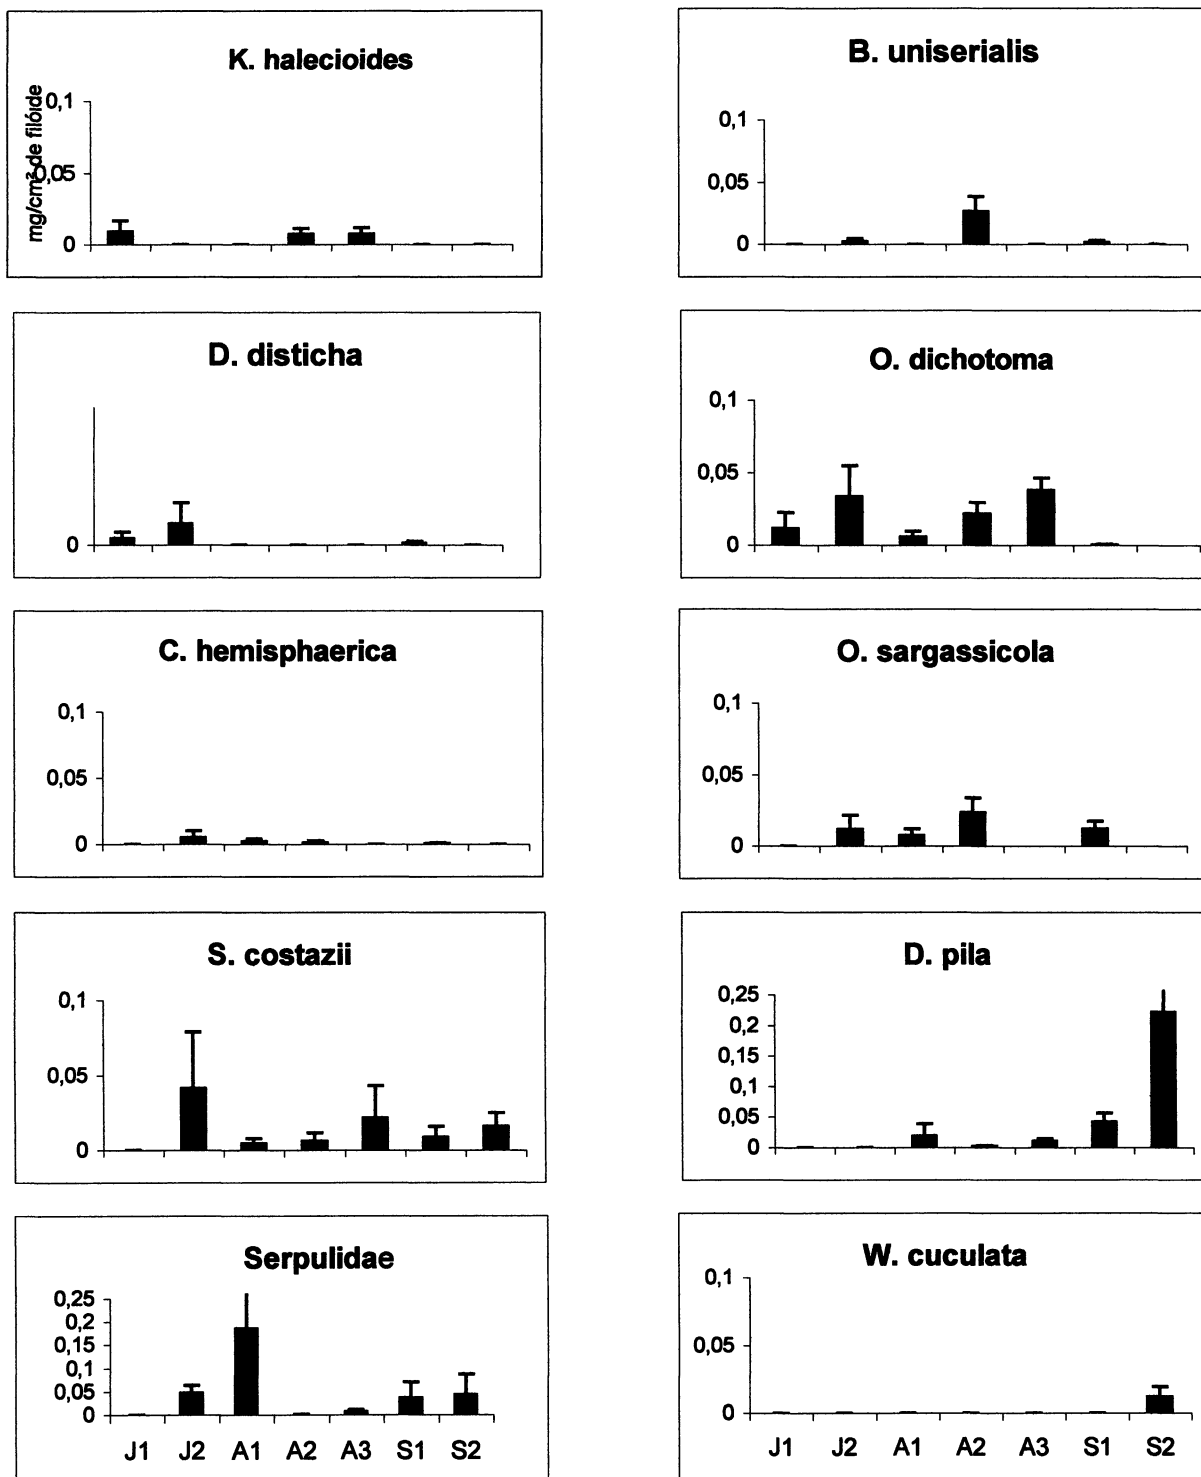 K. halecioides
mg/cm² de filóide
0,1
0,05
0
B. uniserialis
0,1
0,05
0
D. disticha
0
O. dichotoma
0,1
0,05
0
C. hemisphaerica
0,1
0,05
0
O. sargassicola
0,1
0,05
0
S. costazii
0,1
0,05
0
D. pila
0,25
0,2
0,15
0,1
0,05
0
Serpulidae
0,25
0,2
0,15
0,1
0,05
0
J1 J2 A1 A2 A3 S1 S2
W. cuculata
0,1
0,05
0
J1 J2 A1 A2 A3 S1 S2